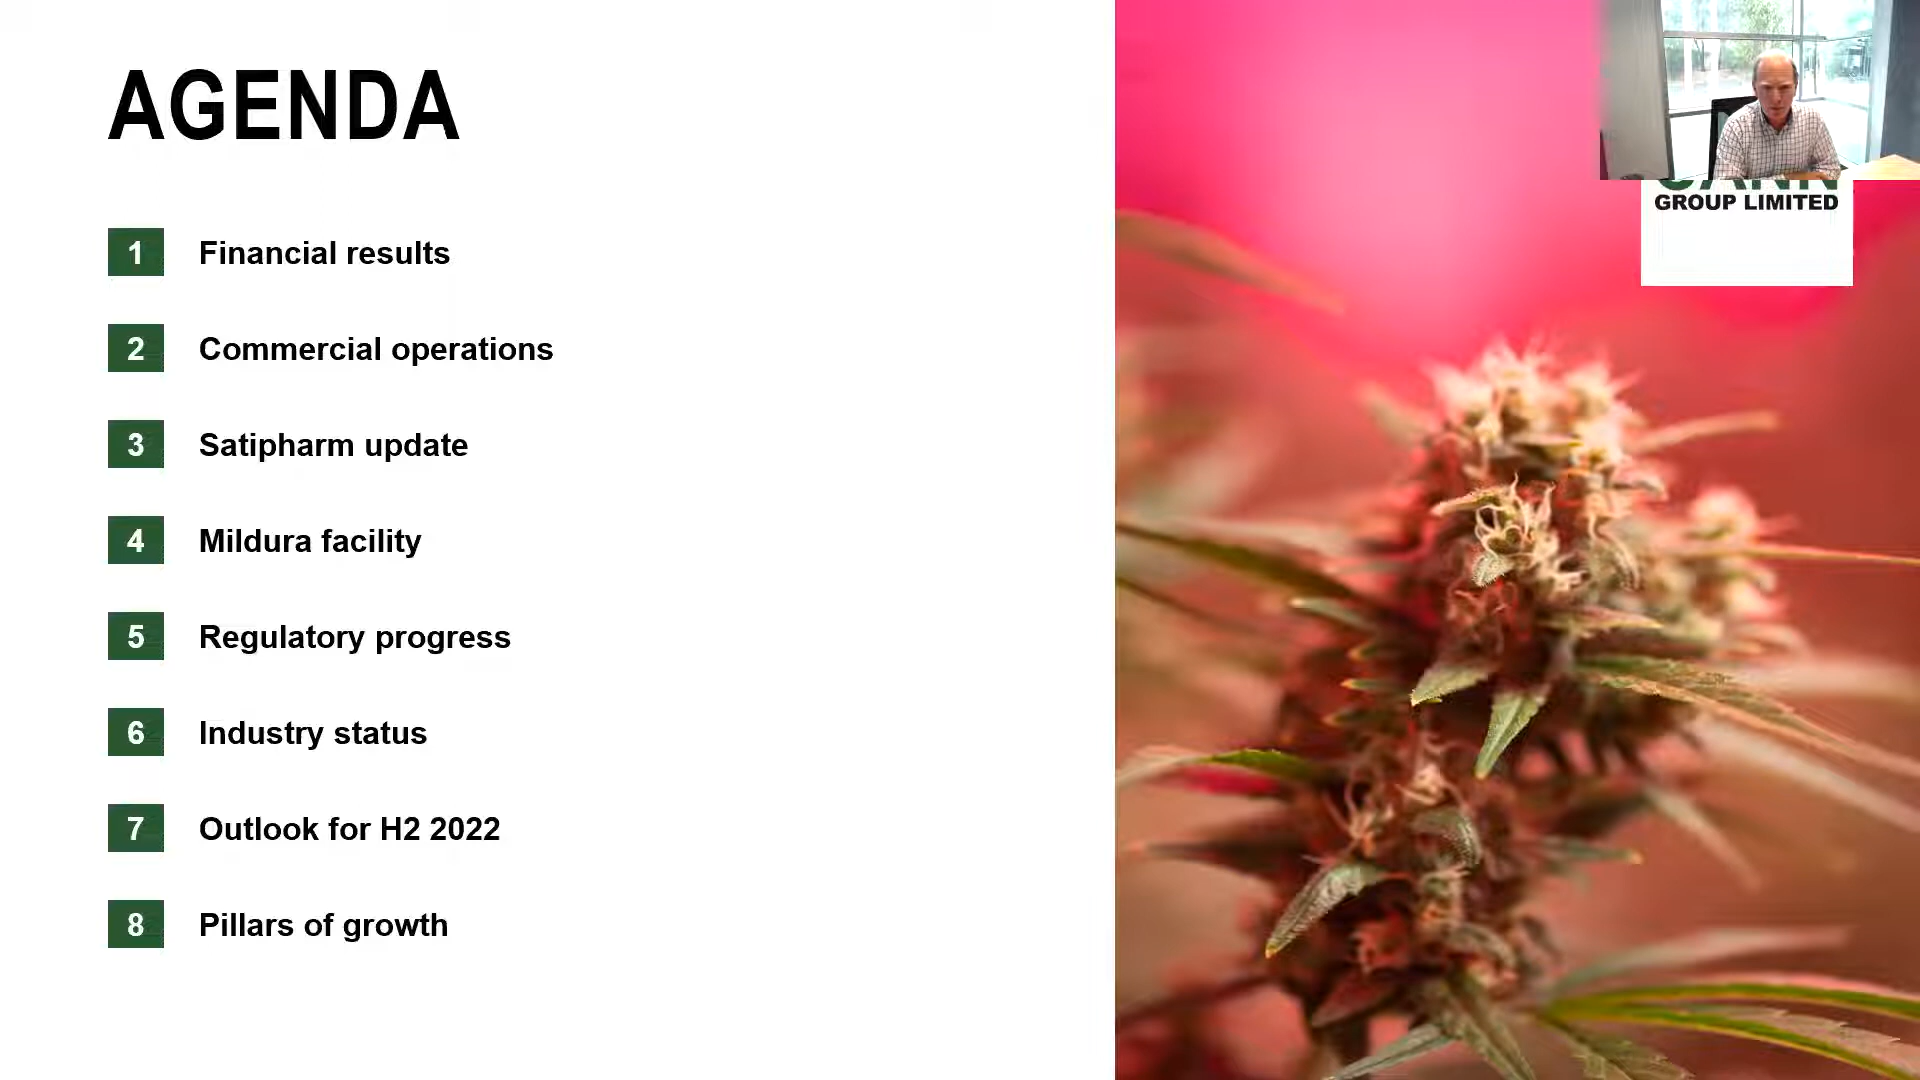 AGENDA
1 Financial results
2 Commercial operations
3 Satipharm update
4 Mildura facility
5 Regulatory progress
6 Industry status
7 Outlook for H2 2022
8 Pillars of growth
CANN
GROUP LIMITED